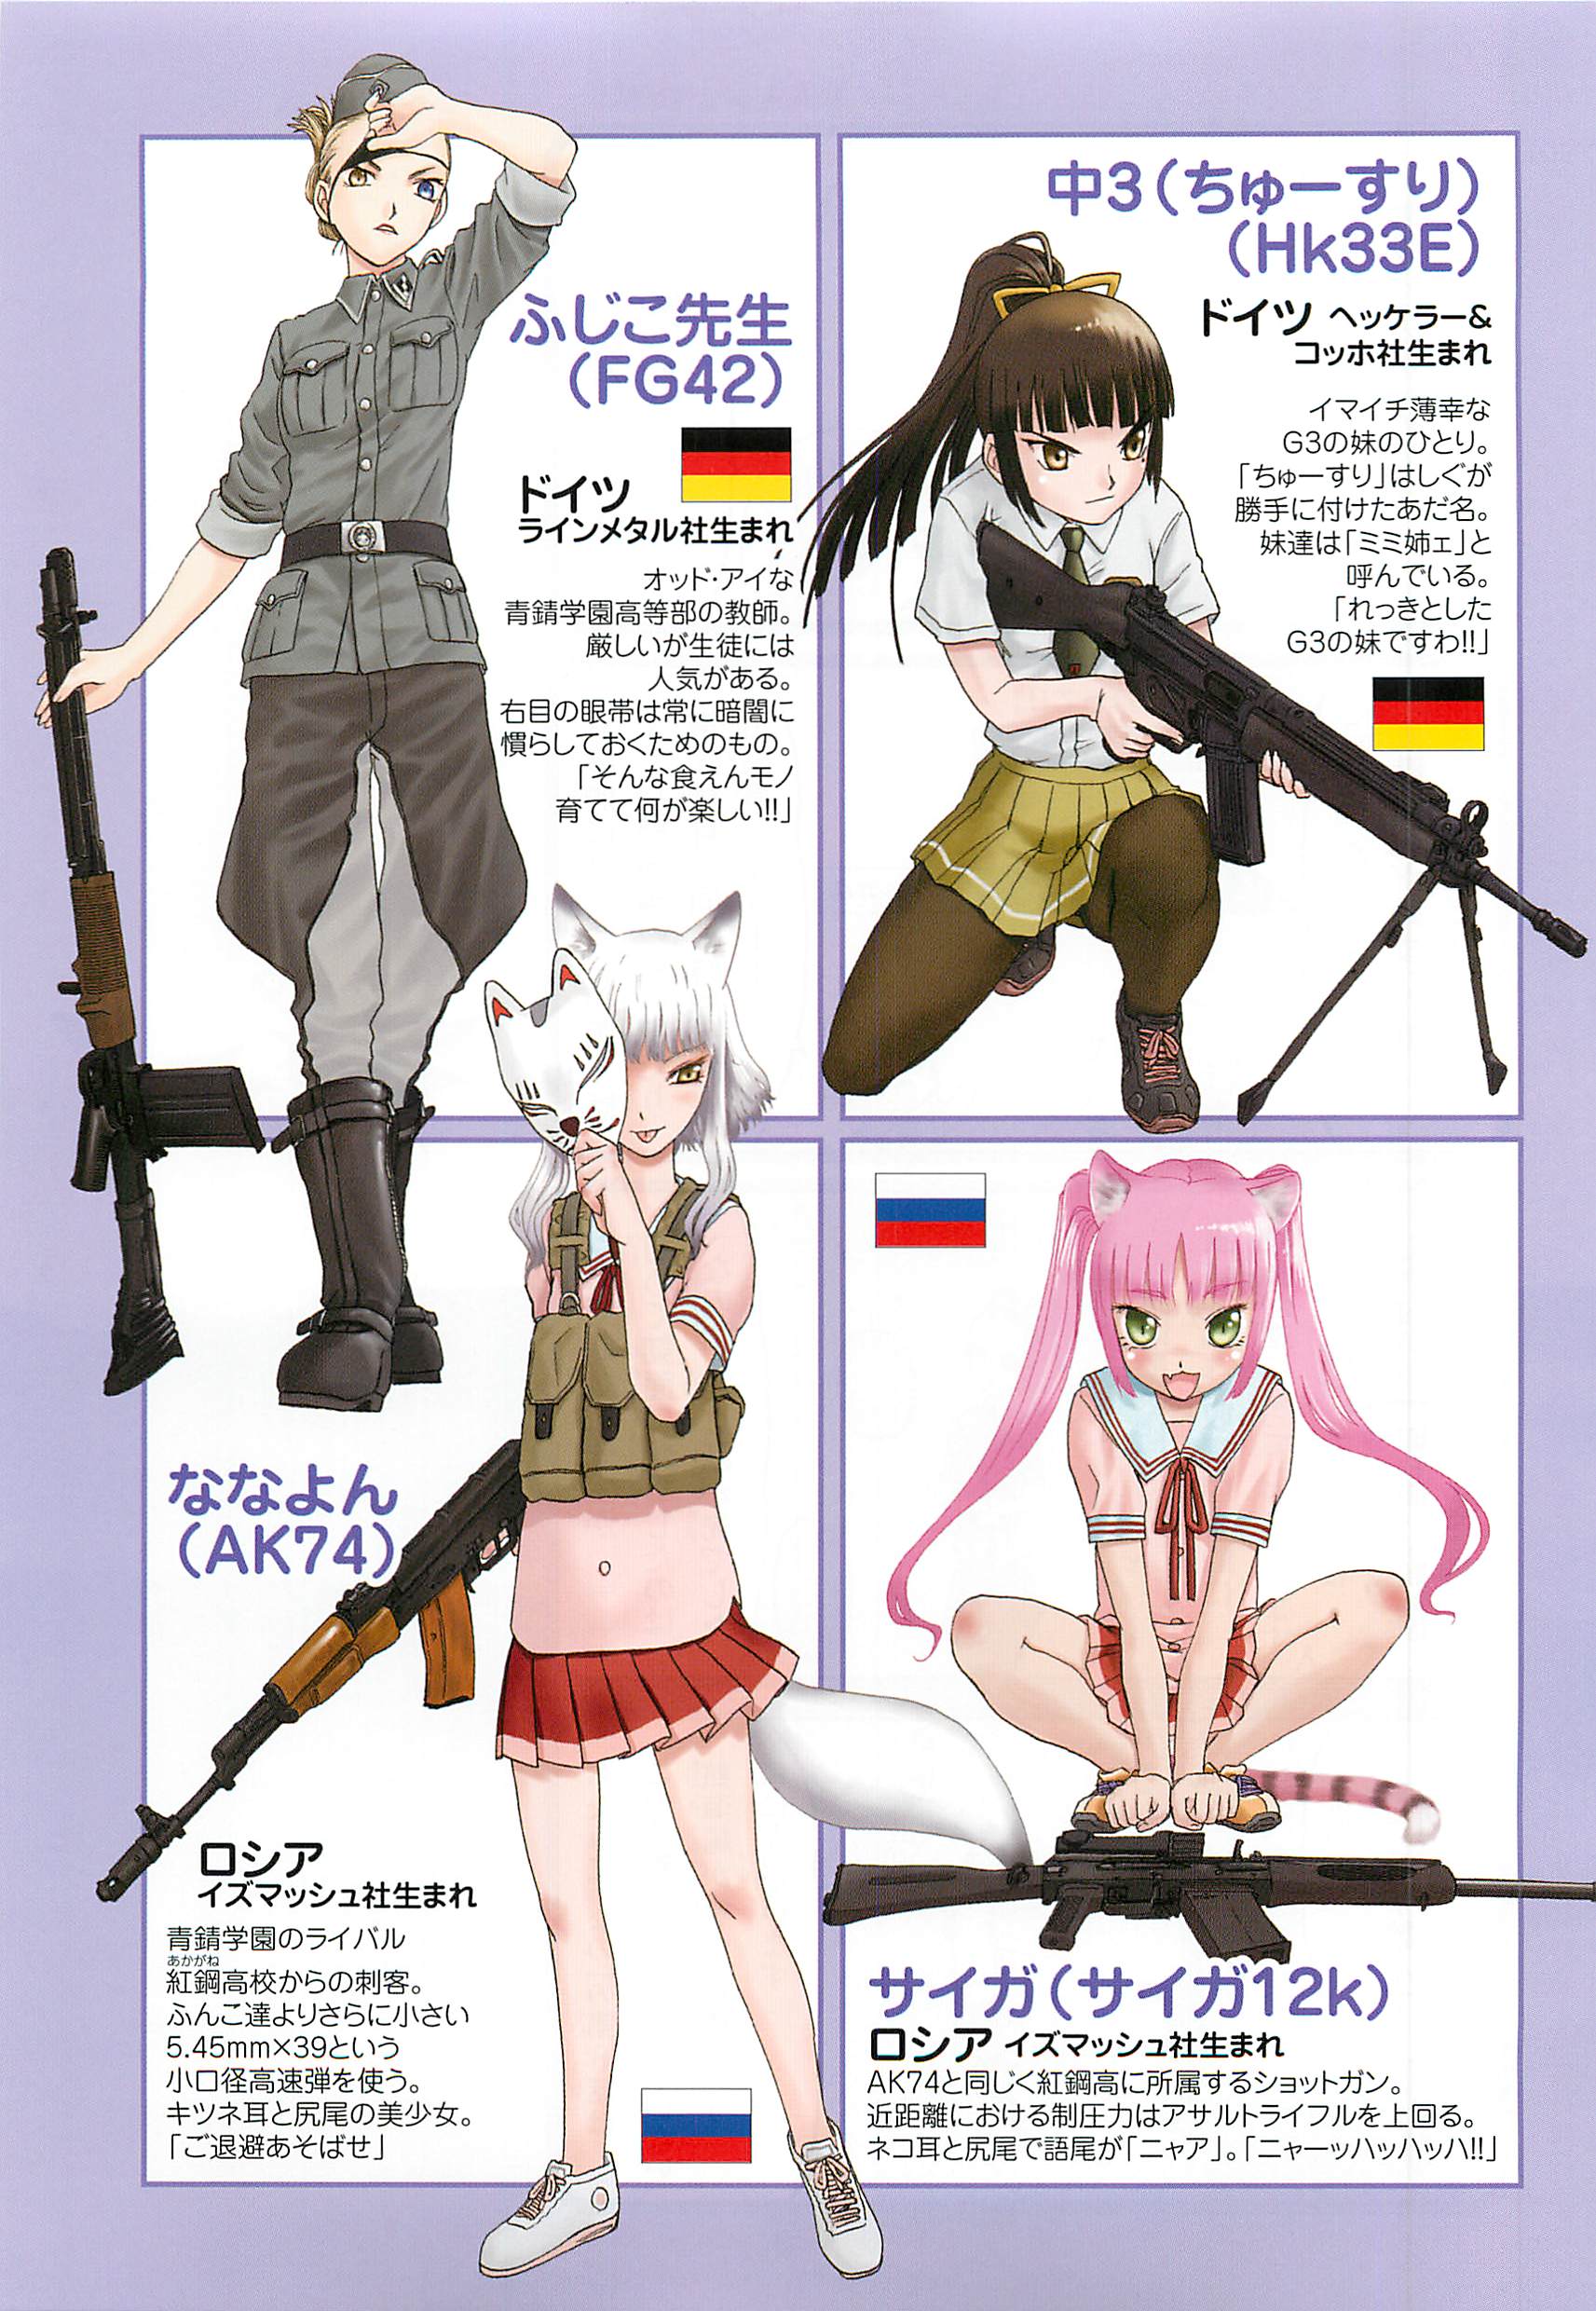 ふじこ先生
(FG42)
ドイツ
ラインメタル社生まれ
オッド・アイな
青錆学園高等部の教師。
厳しいが生徒には
人気がある。
右目の眼帯は常に暗闇に
慣らしておくためのもの。
「そんな食えんモノ
育てて何が楽しい!!」
中3(ちゅーすり)
(Hk33E)
ドイツ ヘッケラー&
コッホ社生まれ
イマイチ薄幸な
G3の妹のひとり。
「ちゅーすり」はしぐが
勝手に付けたあだ名。
妹達は「ミミ姉ェ」と
呼んでいる。
「れっきとした
G3の妹ですわ!!」
ななよん
(AK74)
ロシア
イズマッシュ社生まれ
青錆学園のライバル
あかがね
紅鋼高校からの刺客。
ふんこ達よりさらに小さい
5.45mm×39という
小口径高速弾を使う。
キツネ耳と尻尾の美少女。
「ご退避あそばせ」
サイガ(サイガ12k)
ロシア イズマッシュ社生まれ
AK74と同じく紅鋼高に所属するショットガン。
近距離における制圧力はアサルトライフルを上回る。
ネコ耳と尻尾で語尾が「ニャア」。「ニャーッハッハッハ!!」